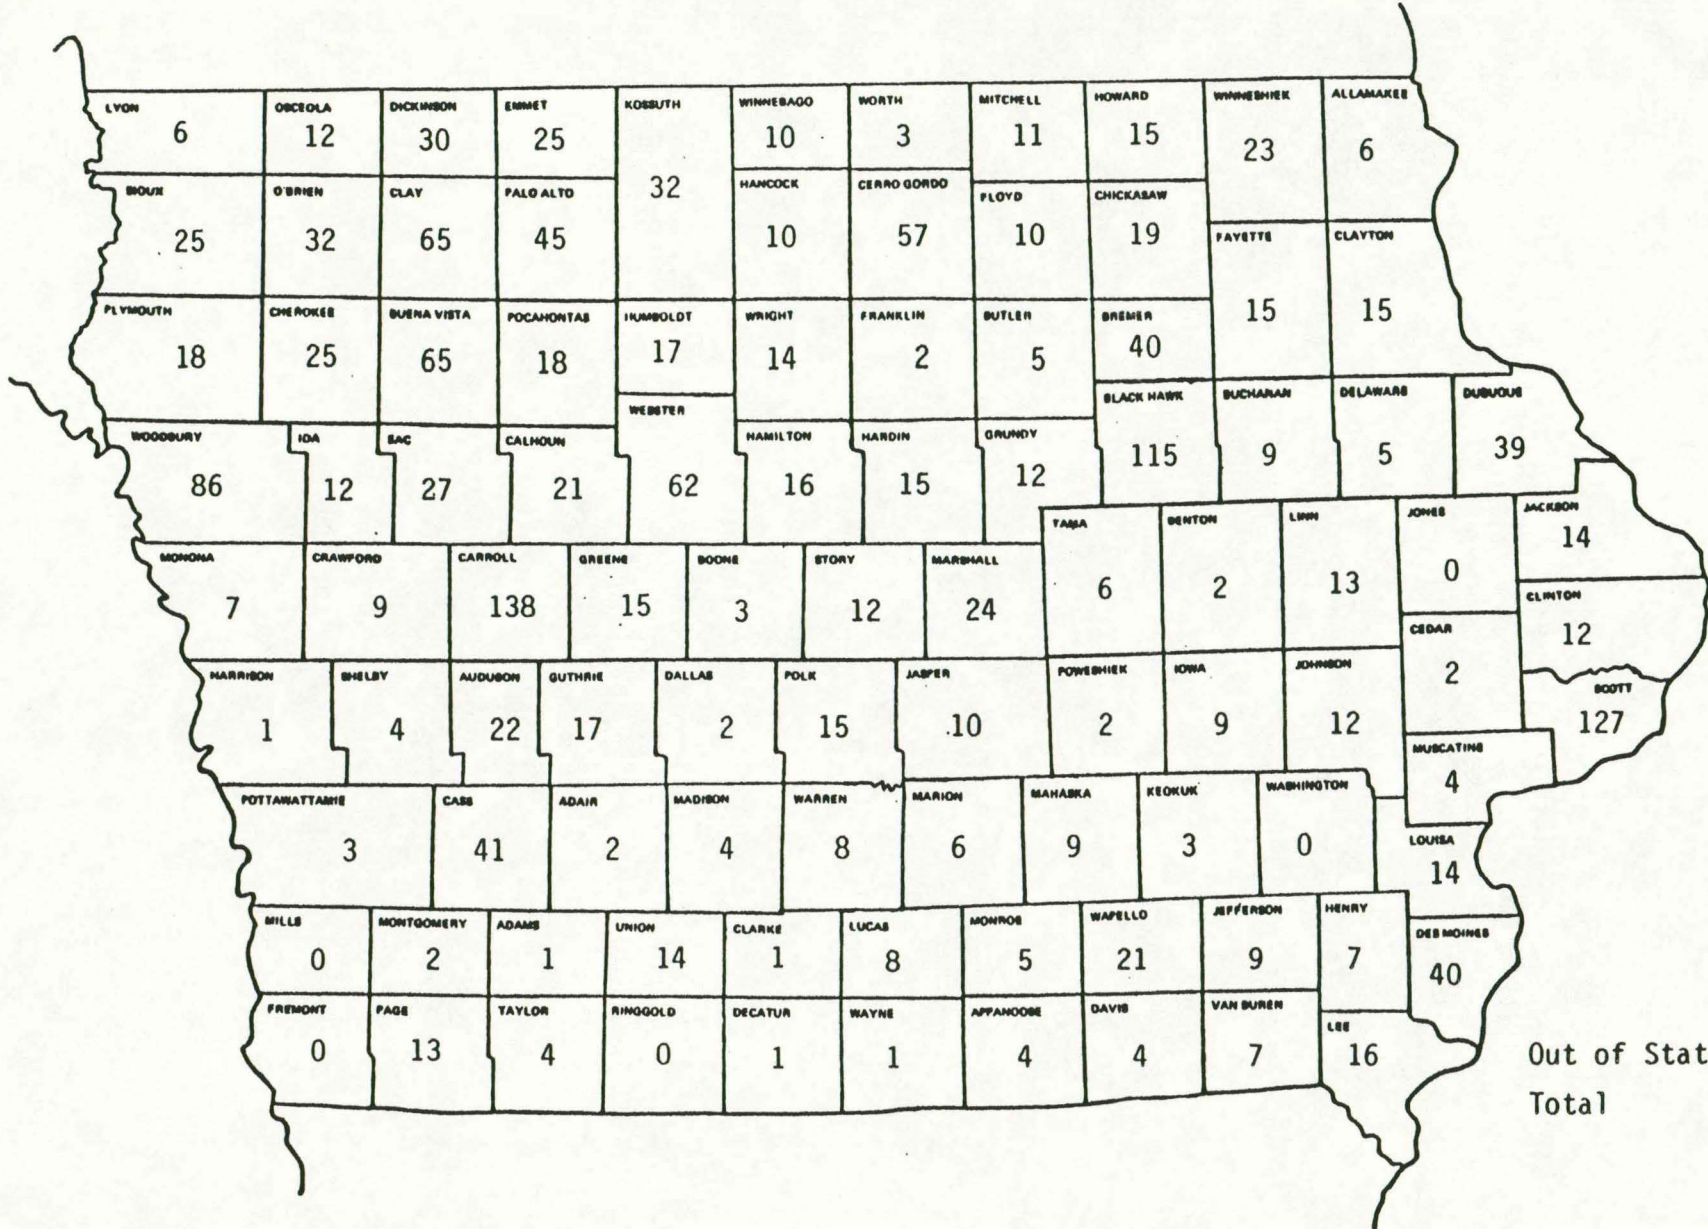 LYON OSCEOLA DICKINSON EMMET KOSSUTH WINNEBAGO WORTH MITCHELL HOWARD WINNESHIEK ALLAMAKEE
6 12 30 25 32 10 3 11 15 23 6
SIOUX O'BRIEN CLAY PALO ALTO HANCOCK CERRO GORDO FLOYD CHICKASAW FAYETTE CLAYTON
25 32 65 45 10 57 10 19 15 15
PLYMOUTH CHEROKEE BUENA VISTA POCAHONTAS HUMBOLDT WRIGHT FRANKLIN BUTLER BREMER
18 25 65 18 17 14 2 5 40
WOODBURY IDA SAC CALHOUN WEBSTER HAMILTON HARDIN GRUNDY BLACK HAWK BUCHANAN DELAWARE DUBUQUE
86 12 27 21 62 16 15 12 115 9 5 39
MONONA CRAWFORD CARROLL GREENE BOONE STORY MARSHALL TAMA BENTON LINN JONES JACKSON
7 9 138 15 3 12 24 6 2 13 0 14
CLINTON
12
HARRISON SHELBY AUDUBON GUTHRIE DALLAS POLK JASPER POWESHIEK IOWA JOHNSON CEDAR SCOTT
1 4 22 17 2 15 10 2 9 12 2 127
POTTAWATTAMIE CASS ADAIR MADISON WARREN MARION MAHASKA KEOKUK WASHINGTON MUSCATINE
3 41 2 4 8 6 9 3 0 4
LOUISA
14
MILLS MONTGOMERY ADAMS UNION CLARKE LUCAS MONROE WAPELLO JEFFERSON HENRY DES MOINES
0 2 1 14 1 8 5 21 9 7 40
FREMONT PAGE TAYLOR RINGGOLD DECATUR WAYNE APPANOOSE DAVIS VAN BUREN LEE
0 13 4 0 1 1 4 4 7 16
Out of Stat
Total